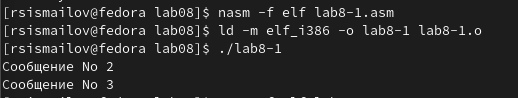 [rsismailov@fedora lab08]$ nasm -f elf lab8-1.asm
[rsismailov@fedora lab08]$ ld -m elf_i386 -o lab8-1 lab8-1.o
[rsismailov@fedora lab08]$ ./lab8-1
Сообщение No 2
Сообщение No 3